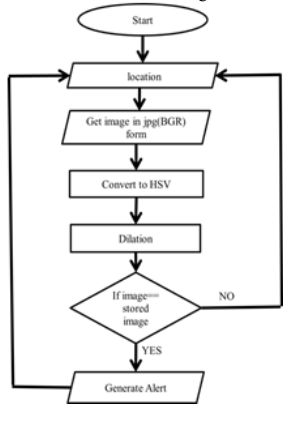 Start
location
Get image in jpg(BGR)
form
Convert to HSV
Dilation
If image==
stored
image
NO
YES
Generate Alert